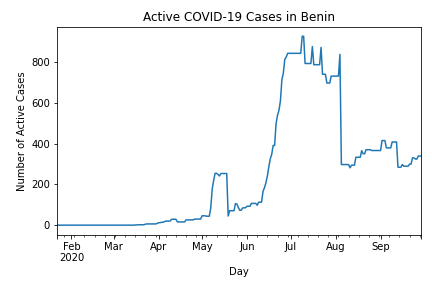 Active COVID-19 Cases in Benin
Number of Active Cases
800
600
400
200
0
Feb Mar Apr May Jun Jul Aug Sep
2020
Day